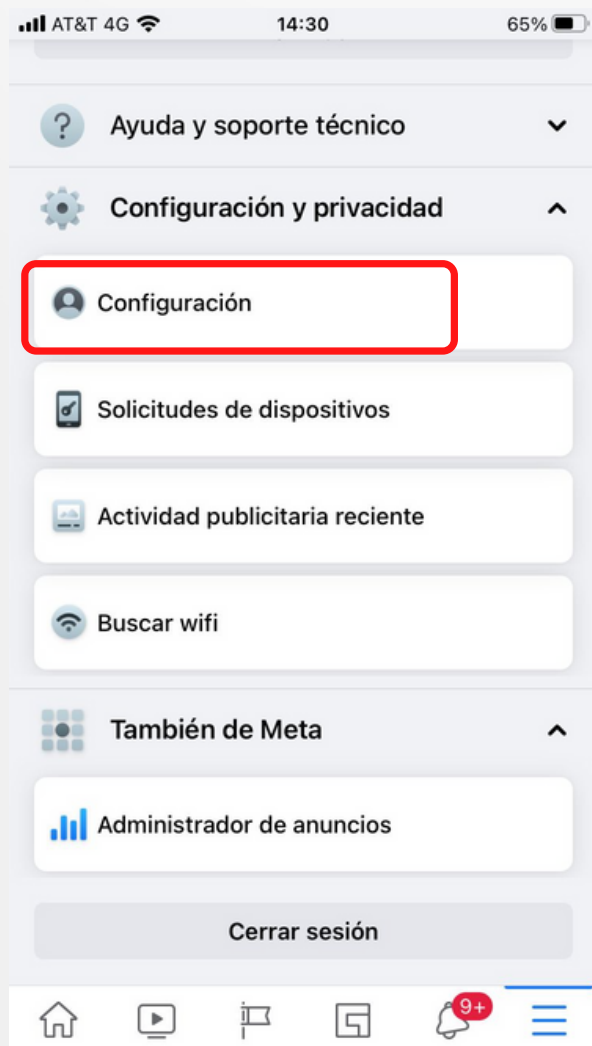 AT&T 4G 14:30 65%
Ayuda y soporte técnico
Configuración y privacidad
Configuración
Solicitudes de dispositivos
Actividad publicitaria reciente
Buscar wifi
También de Meta
Administrador de anuncios
Cerrar sesión
9+